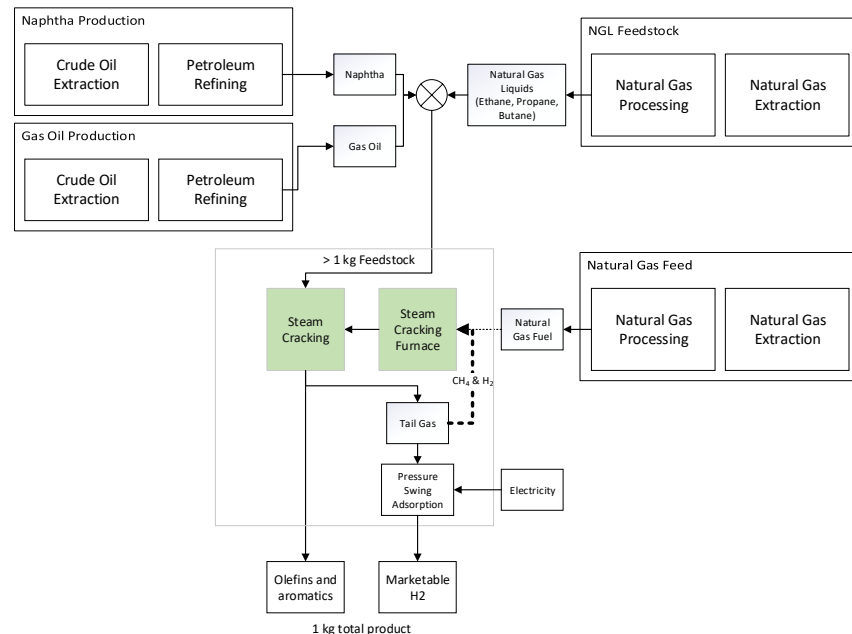 Naphtha Production
Crude Oil
Extraction
Petroleum
Refining
Naphtha
Gas Oil Production
Crude Oil
Extraction
Petroleum
Refining
Gas Oil
Natural Gas
Liquids
(Ethane, Propane,
Butane)
NGL Feedstock
Natural Gas
Processing
Natural Gas
Extraction
> 1 kg Feedstock
Steam
Cracking
Steam
Cracking
Furnace
Natural
Gas Fuel
Natural Gas Feed
Natural Gas
Processing
Natural Gas
Extraction
CH₄ & H₂
Tail Gas
Pressure
Swing
Adsorption
Electricity
Olefins and
aromatics
Marketable
H2
1 kg total product